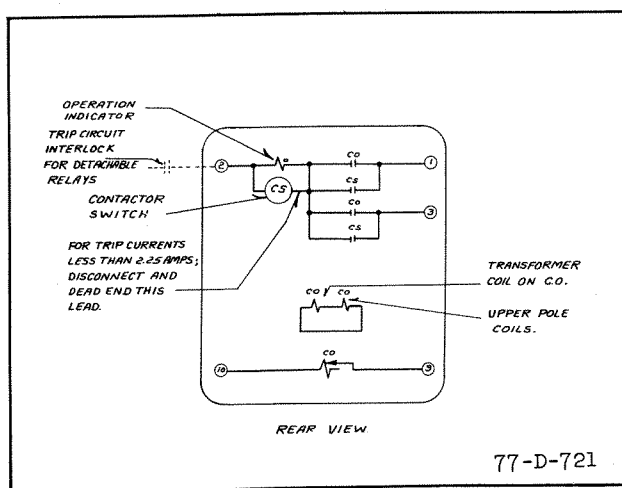 OPERATION
INDICATOR
TRIP CIRCUIT
INTERLOCK
FOR DETACHABLE
RELAYS
CONTACTOR
SWITCH
FOR TRIP CURRENTS
LESS THAN 2.25 AMPS;
DISCONNECT AND
DEAD END THIS
LEAD.
2
CS
CO
1
CS
CO
3
CS
TRANSFORMER
COIL ON C.O.
CO
CO
UPPER POLE
COILS.
CO
10
9
REAR VIEW.
77-D-721